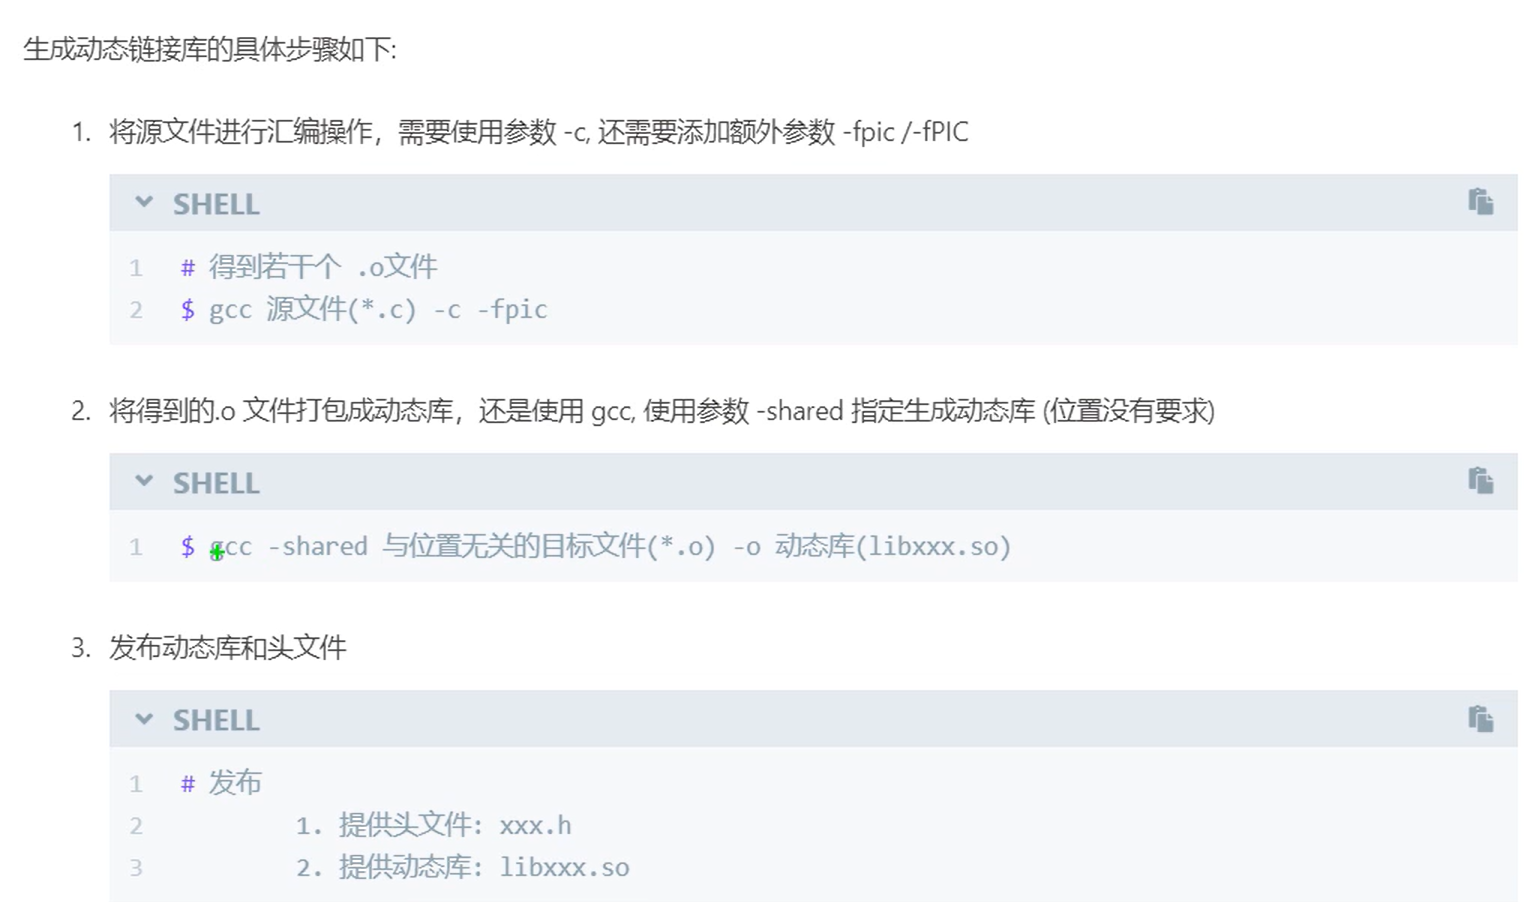 生成动态链接库的具体步骤如下:
1. 将源文件进行汇编操作，需要使用参数 -c, 还需要添加额外参数 -fpic /-fPIC
SHELL
1 # 得到若干个 .o文件
2 $ gcc 源文件(*.c) -c -fpic
2. 将得到的.o 文件打包成动态库，还是使用 gcc, 使用参数 -shared 指定生成动态库 (位置没有要求)
SHELL
1 $ gcc -shared 与位置无关的目标文件(*.o) -o 动态库(libxxx.so)
3. 发布动态库和头文件
SHELL
1 # 发布
2 1. 提供头文件: xxx.h
3 2. 提供动态库: libxxx.so